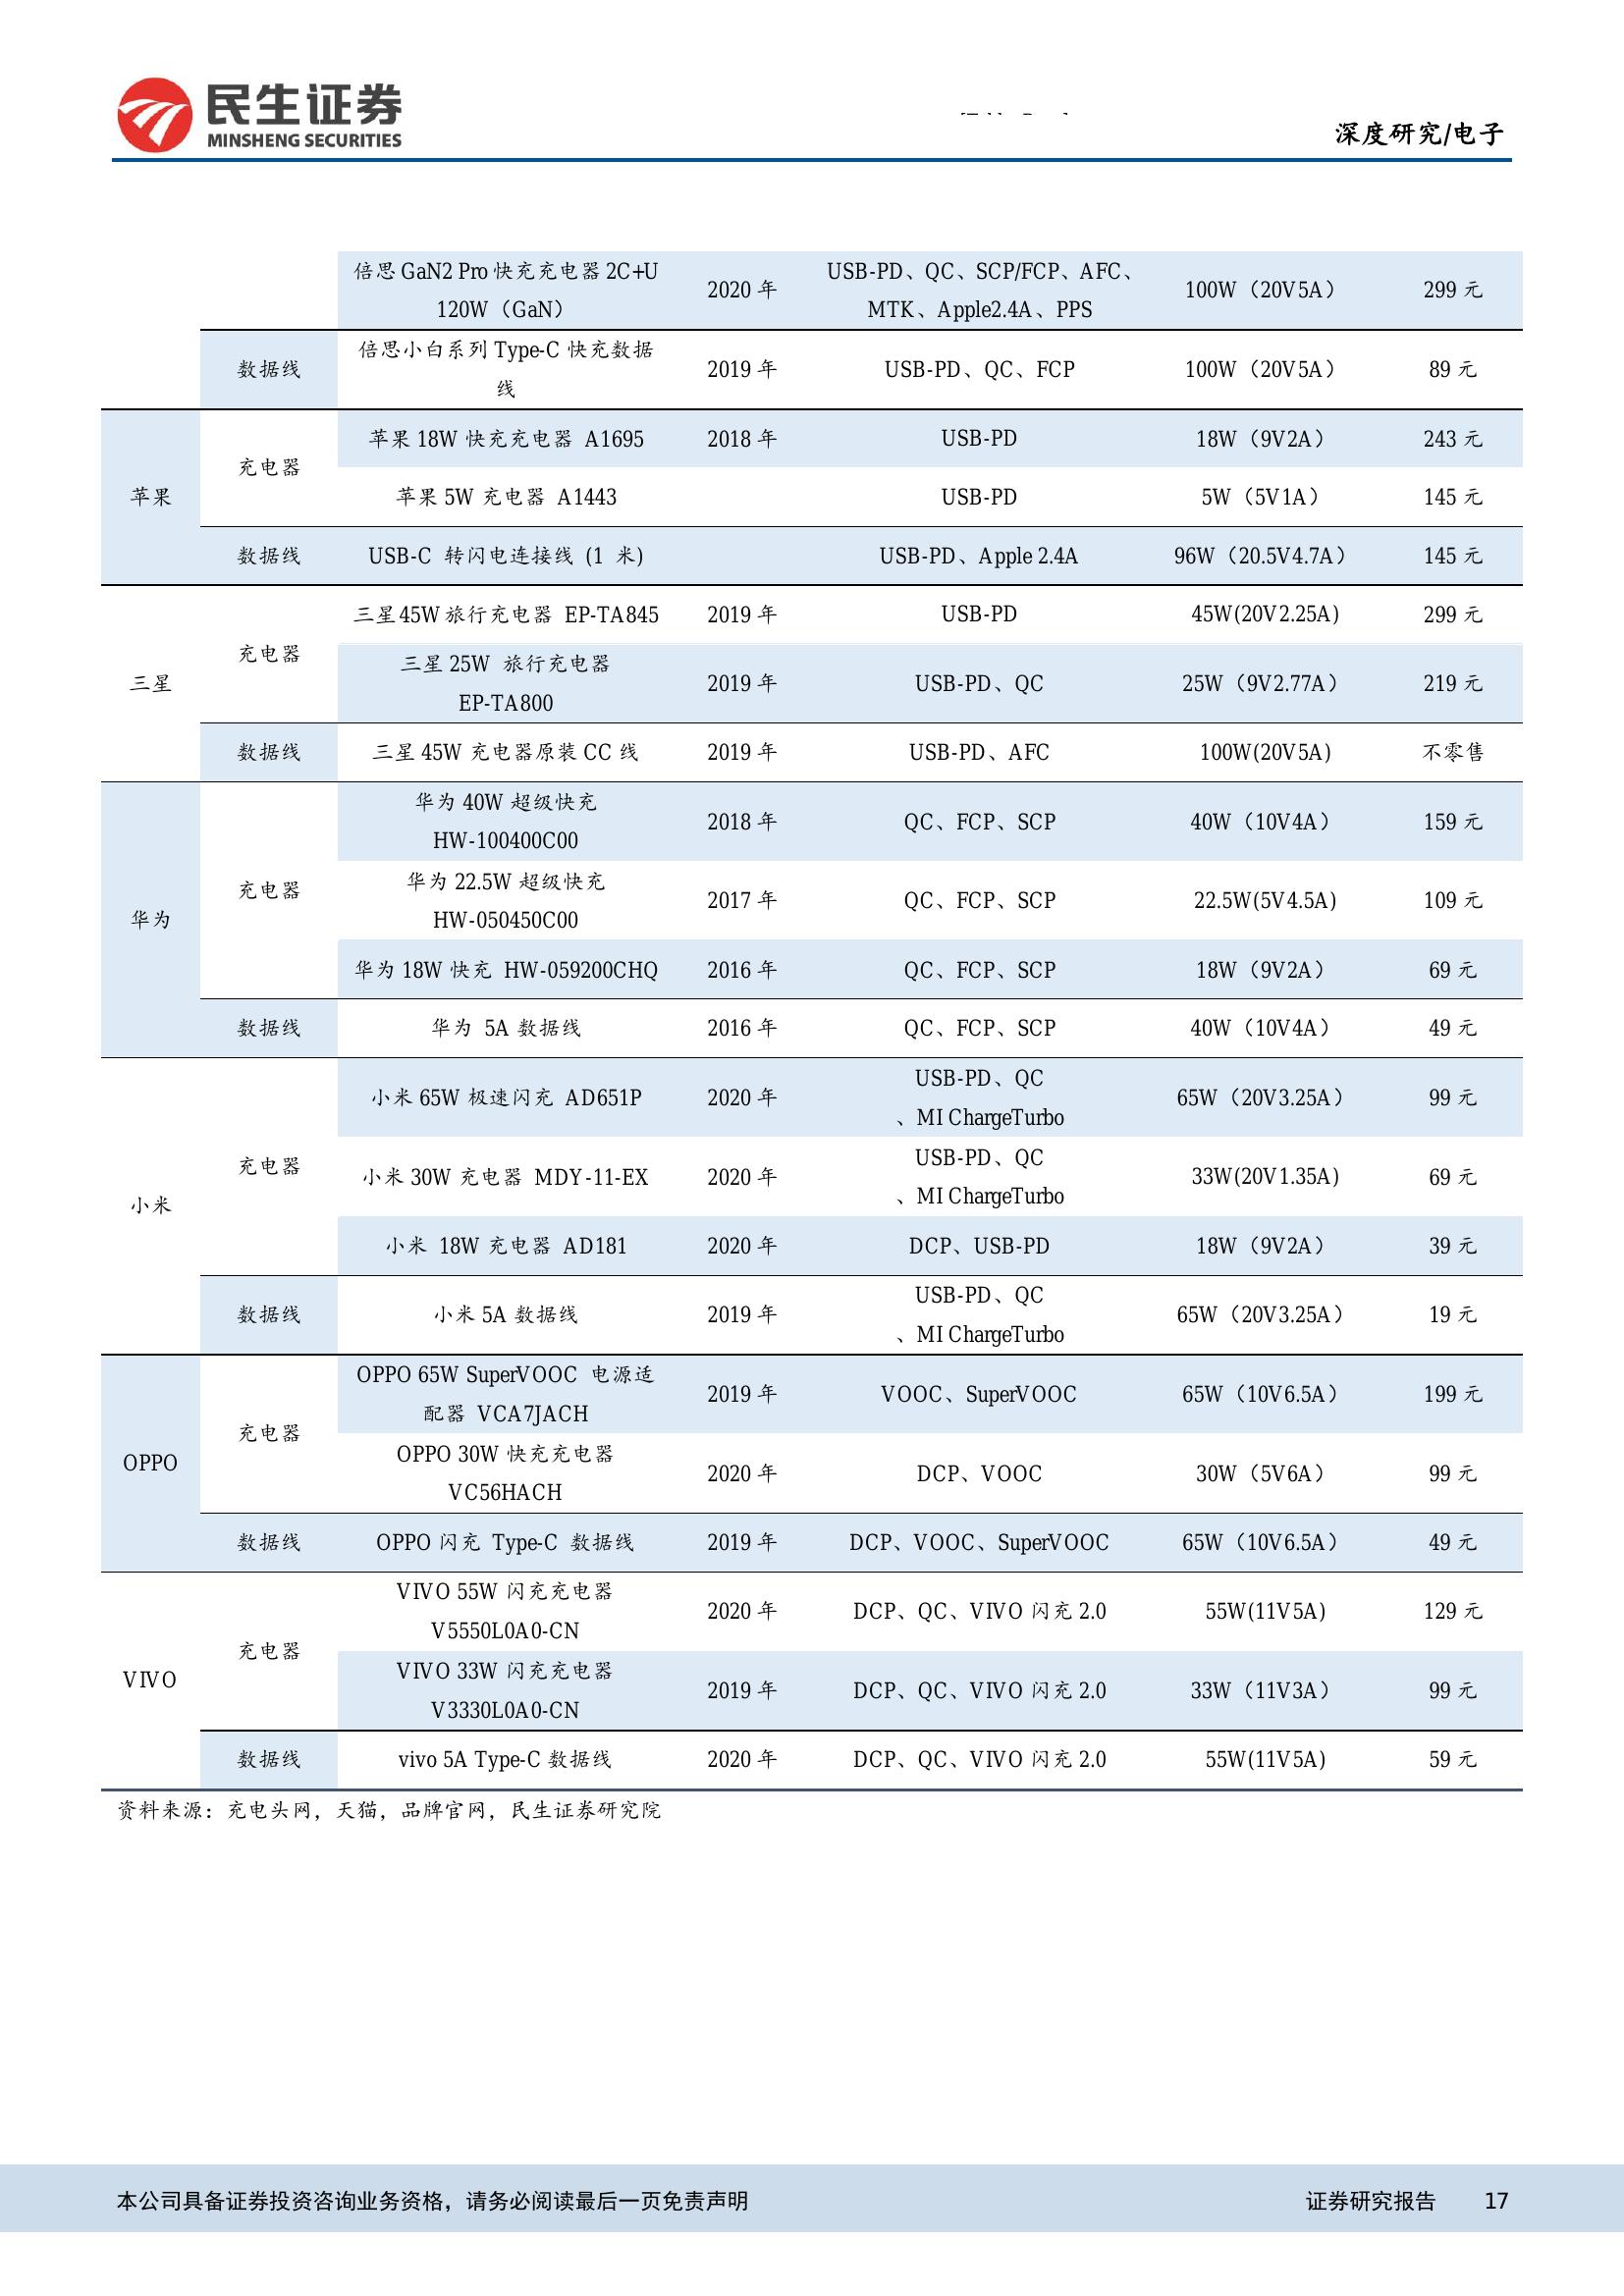 民生证券
MINSHENG SECURITIES
深度研究/电子
倍思 GaN2 Pro 快充充电器 2C+U
120W（GaN）
2020 年
USB-PD、QC、SCP/FCP、AFC、
MTK、Apple2.4A、PPS
100W（20V5A）
299 元
数据线
倍思小白系列 Type-C 快充数据
线
2019 年
USB-PD、QC、FCP
100W（20V5A）
89 元
苹果
充电器
苹果 18W 快充充电器 A1695
2018 年
USB-PD
18W（9V2A）
243 元
苹果 5W 充电器 A1443
USB-PD
5W（5V1A）
145 元
数据线
USB-C 转闪电连接线 (1 米)
USB-PD、Apple 2.4A
96W（20.5V4.7A）
145 元
三星
充电器
三星45W旅行充电器 EP-TA845
2019 年
USB-PD
45W(20V2.25A)
299 元
三星 25W 旅行充电器
EP-TA800
2019 年
USB-PD、QC
25W（9V2.77A）
219 元
数据线
三星 45W 充电器原装 CC 线
2019 年
USB-PD、AFC
100W(20V5A)
不零售
华为
充电器
华为 40W 超级快充
HW-100400C00
2018 年
QC、FCP、SCP
40W（10V4A）
159 元
华为 22.5W 超级快充
HW-050450C00
2017 年
QC、FCP、SCP
22.5W(5V4.5A)
109 元
华为 18W 快充 HW-059200CHQ
2016 年
QC、FCP、SCP
18W（9V2A）
69 元
数据线
华为 5A 数据线
2016 年
QC、FCP、SCP
40W（10V4A）
49 元
小米
充电器
小米 65W 极速闪充 AD651P
2020 年
USB-PD、QC
、MI ChargeTurbo
65W（20V3.25A）
99 元
小米 30W 充电器 MDY-11-EX
2020 年
USB-PD、QC
、MI ChargeTurbo
33W(20V1.35A)
69 元
小米 18W 充电器 AD181
2020 年
DCP、USB-PD
18W（9V2A）
39 元
数据线
小米 5A 数据线
2019 年
USB-PD、QC
、MI ChargeTurbo
65W（20V3.25A）
19 元
OPPO
充电器
OPPO 65W SuperVOOC 电源适
配器 VCA7JACH
2019 年
VOOC、SuperVOOC
65W（10V6.5A）
199 元
OPPO 30W 快充充电器
VC56HACH
2020 年
DCP、VOOC
30W（5V6A）
99 元
数据线
OPPO 闪充 Type-C 数据线
2019 年
DCP、VOOC、SuperVOOC
65W（10V6.5A）
49 元
VIVO
充电器
VIVO 55W 闪充充电器
V5550L0A0-CN
2020 年
DCP、QC、VIVO 闪充 2.0
55W(11V5A)
129 元
VIVO 33W 闪充充电器
V3330L0A0-CN
2019 年
DCP、QC、VIVO 闪充 2.0
33W（11V3A）
99 元
数据线
vivo 5A Type-C 数据线
2020 年
DCP、QC、VIVO 闪充 2.0
55W(11V5A)
59 元
资料来源：充电头网，天猫，品牌官网，民生证券研究院
本公司具备证券投资咨询业务资格，请务必阅读最后一页免责声明
证券研究报告 17